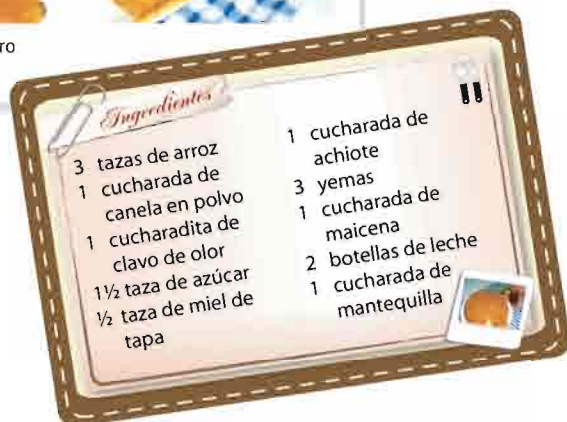 ro
Ingredientes
3 tazas de arroz
1 cucharada de
canela en polvo
1 cucharadita de
clavo de olor
1½ taza de azúcar
½ taza de miel de
tapa
1 cucharada de
achiote
3 yemas
1 cucharada de
maicena
2 botellas de leche
1 cucharada de
mantequilla